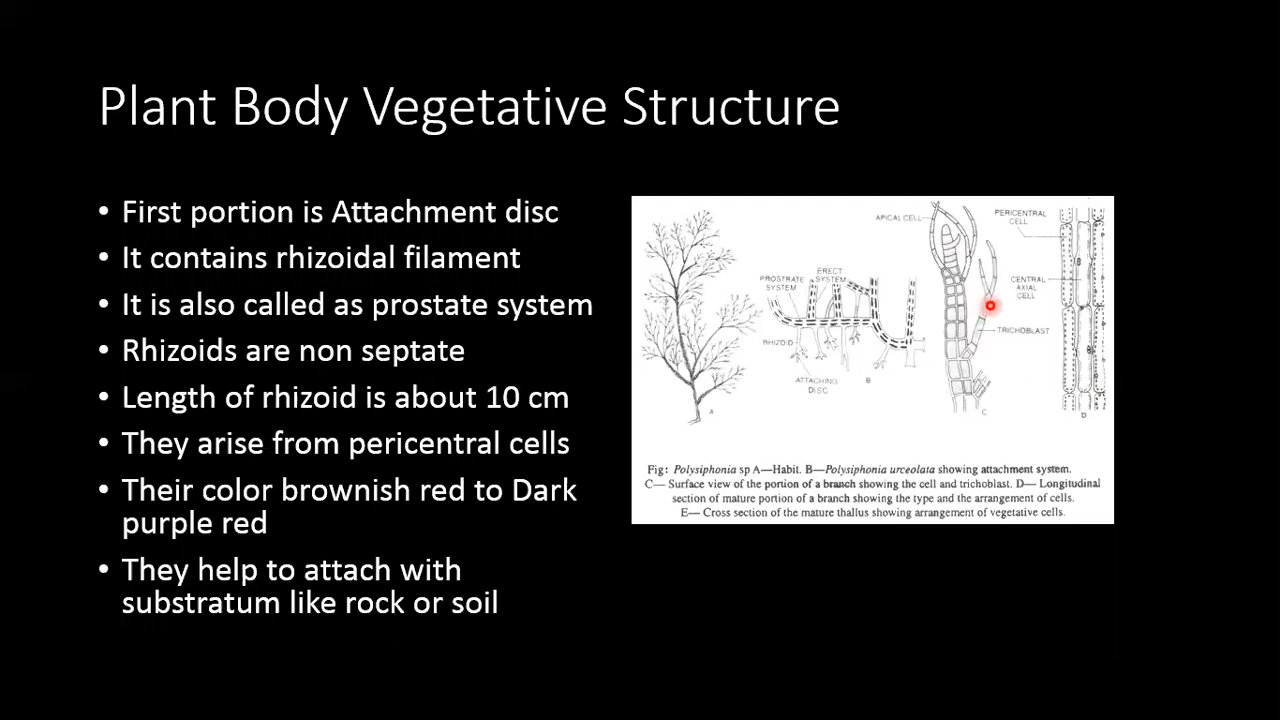 Plant Body Vegetative Structure
• First portion is Attachment disc
• It contains rhizoidal filament
• It is also called as prostate system
• Rhizoids are non septate
• Length of rhizoid is about 10 cm
• They arise from pericentral cells
• Their color brownish red to Dark
purple red
• They help to attach with
substratum like rock or soil
APICAL CELL
PERICENTRAL
CELL
PROSTRATE
SYSTEM
ERECT
SYSTEM
CENTRAL
AXIAL
CELL
RHIZOID
TRICHOBLAST
ATTACHING
DISC
A
B
C
D
Fig: Polysiphonia sp A—Habit. B—Polysiphonia urceolata showing attachment system.
C— Surface view of the portion of a branch showing the cell and trichoblast. D— Longitudinal
section of mature portion of a branch showing the type and the arrangement of cells.
E— Cross section of the mature thallus showing arrangement of vegetative cells.